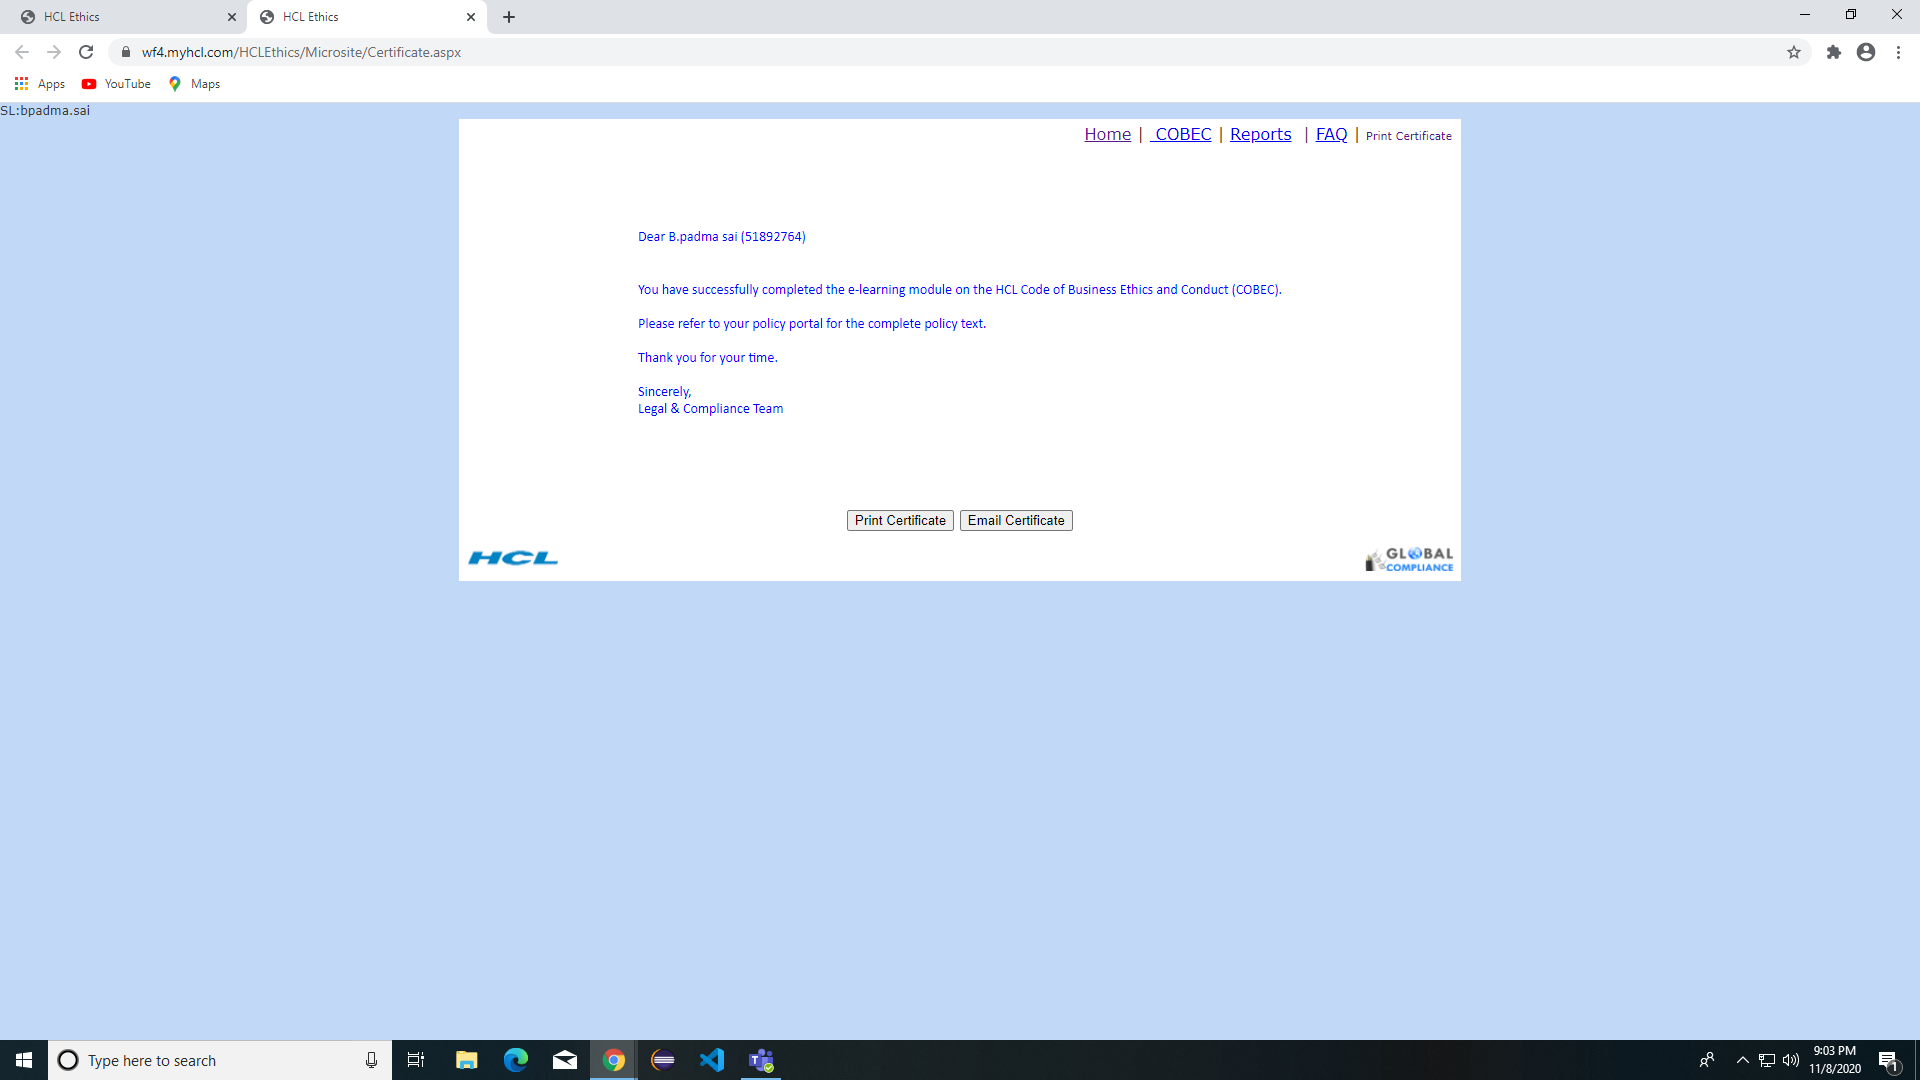 HCL Ethics
HCL Ethics
wf4.myhcl.com/HCLEthics/Microsite/Certificate.aspx
Apps
YouTube
Maps
SL:bpadma.sai
Home | COBEC | Reports | FAQ | Print Certificate
Dear B.padma sai (51892764)
You have successfully completed the e-learning module on the HCL Code of Business Ethics and Conduct (COBEC).
Please refer to your policy portal for the complete policy text.
Thank you for your time.
Sincerely,
Legal & Compliance Team
Print Certificate
Email Certificate
HCL
GLOBAL
COMPLIANCE
Type here to search
9:03 PM
11/8/2020
1